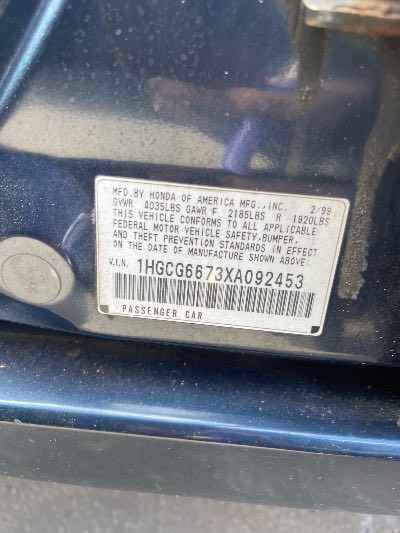 MFD.BY HONDA OF AMERICA MFG.,INC. 2/99
GVWR 4035LBS GAWR F 2185LBS R 1920LBS
THIS VEHICLE CONFORMS TO ALL APPLICABLE
FEDERAL MOTOR VEHICLE SAFETY,BUMPER,
AND THEFT PREVENTION STANDARDS IN EFFECT
ON THE DATE OF MANUFACTURE SHOWN ABOVE.
V.I.N. 1HGCG6673XA092453
PASSENGER CAR